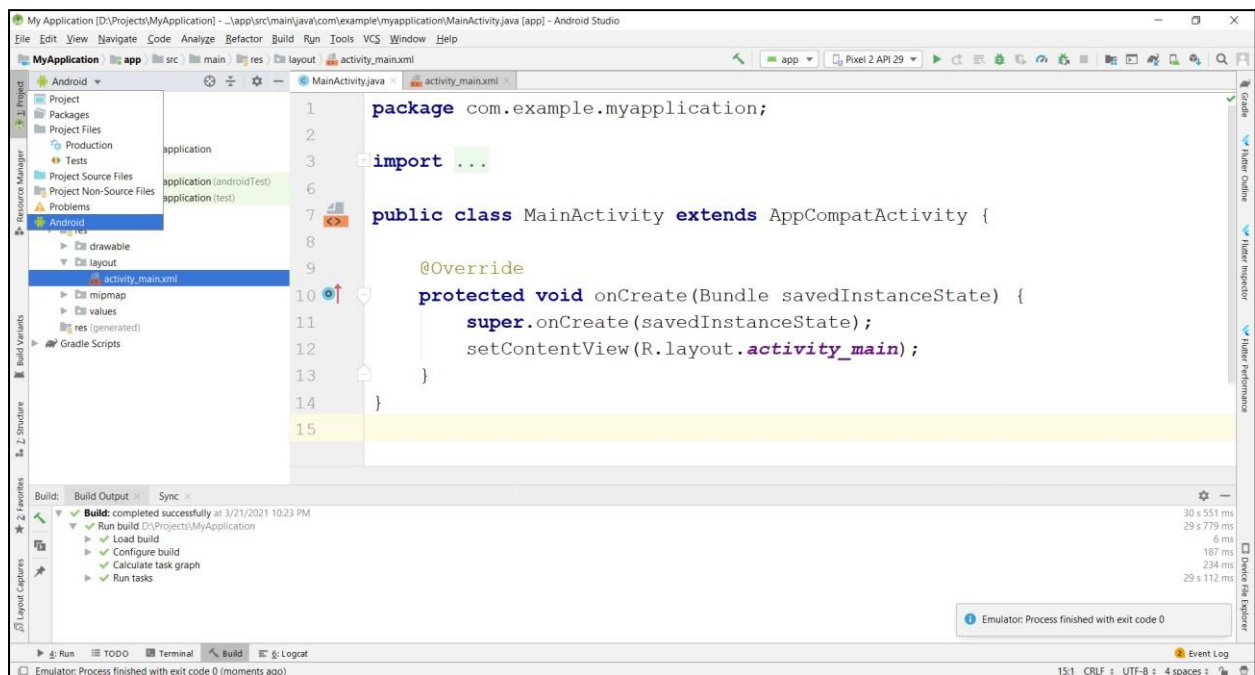 My Application [D:\Projects\MyApplication] - ...\app\src\main\java\com\example\myapplication\MainActivity.java [app] - Android Studio
File Edit View Navigate Code Analyze Refactor Build Run Tools VCS Window Help
MyApplication app src main res layout activity_main.xml
app Pixel 2 API 29
Android
MainActivity.java activity_main.xml
Project
Packages
Project Files
Production
Tests
Project Source Files
Project Non-Source Files
Problems
Android
application
application (androidTest)
application (test)
res
drawable
layout
activity_main.xml
mipmap
values
res (generated)
Gradle Scripts
1 package com.example.myapplication;
2
3 import ...
6
7 public class MainActivity extends AppCompatActivity {
8
9 @Override
10 protected void onCreate(Bundle savedInstanceState) {
11 super.onCreate(savedInstanceState);
12 setContentView(R.layout.activity_main);
13 }
14 }
15
1: Project
Resource Manager
Build Variants
Z: Structure
2: Favorites
Layout Captures
Gradle
Flutter Outline
Flutter Inspector
Flutter Performance
Device File Explorer
Build: Build Output Sync
Build: completed successfully at 3/21/2021 10:23 PM 30 s 551 ms
Run build D:\Projects\MyApplication 29 s 779 ms
Load build 6 ms
Configure build 187 ms
Calculate task graph 234 ms
Run tasks 29 s 112 ms
Emulator: Process finished with exit code 0
4: Run TODO Terminal Build 6: Logcat 2 Event Log
Emulator: Process finished with exit code 0 (moments ago) 15:1 CRLF UTF-8 4 spaces